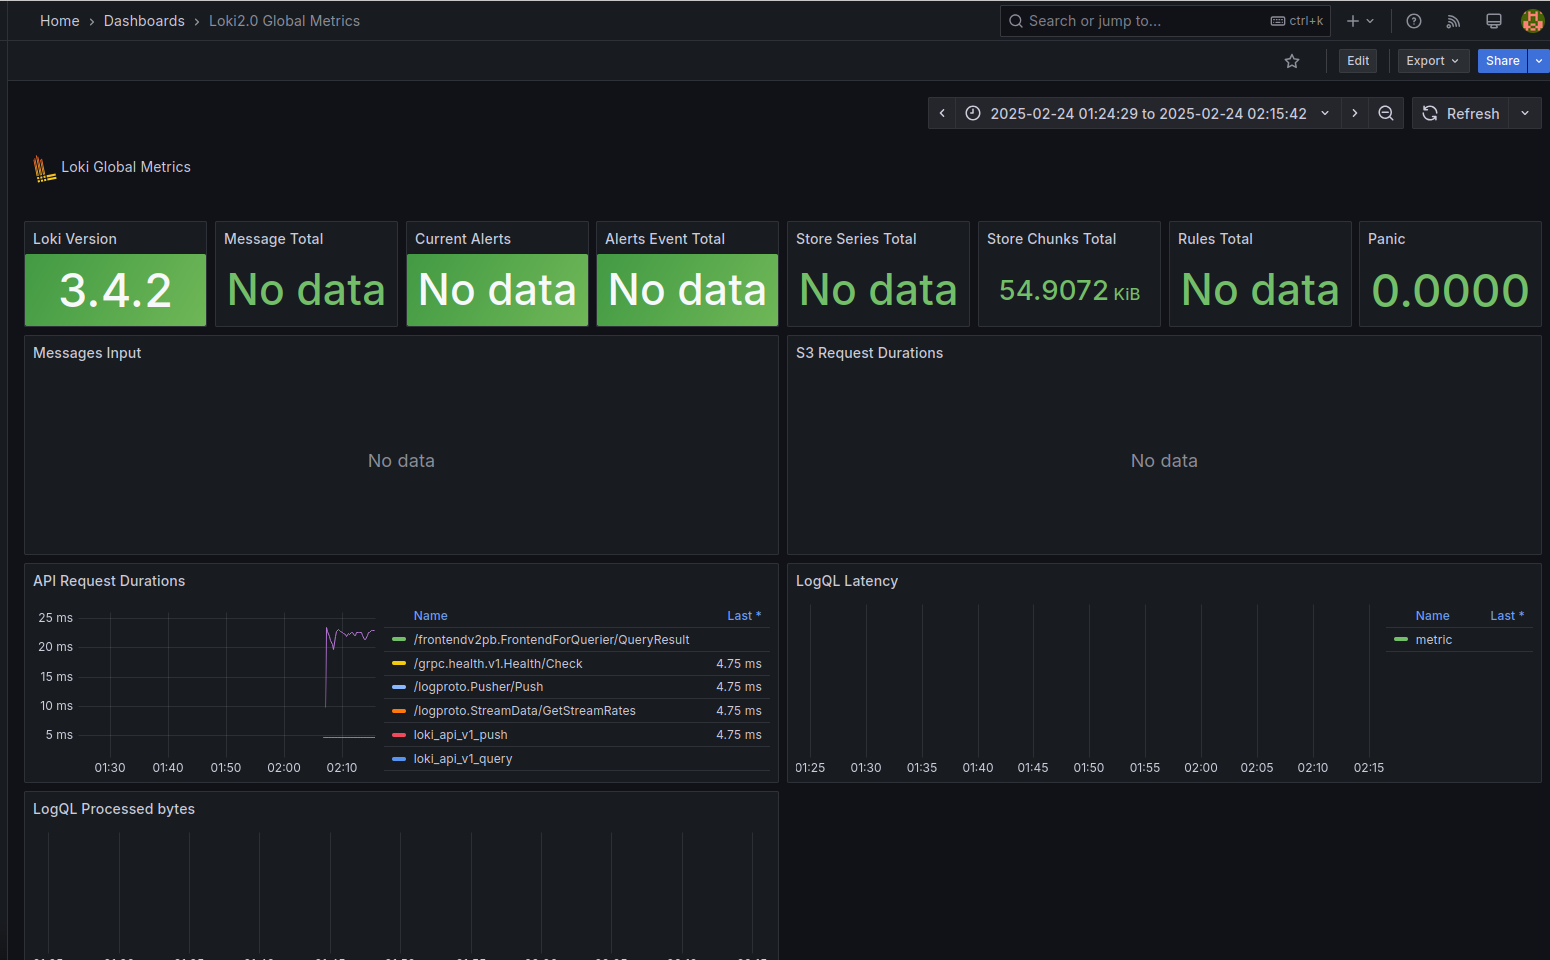 Home › Dashboards › Loki2.0 Global Metrics
Search or jump to...
ctrl+k
Edit
Export
Share
2025-02-24 01:24:29 to 2025-02-24 02:15:42
Refresh
Loki Global Metrics
Loki Version
3.4.2
Message Total
No data
Current Alerts
No data
Alerts Event Total
No data
Store Series Total
No data
Store Chunks Total
54.9072 KiB
Rules Total
No data
Panic
0.0000
Messages Input
No data
S3 Request Durations
No data
API Request Durations
25 ms
20 ms
15 ms
10 ms
5 ms
01:30 01:40 01:50 02:00 02:10
Name Last *
/frontendv2pb.FrontendForQuerier/QueryResult
/grpc.health.v1.Health/Check 4.75 ms
/logproto.Pusher/Push 4.75 ms
/logproto.StreamData/GetStreamRates 4.75 ms
loki_api_v1_push 4.75 ms
loki_api_v1_query
LogQL Latency
01:25 01:30 01:35 01:40 01:45 01:50 01:55 02:00 02:05 02:10 02:15
Name Last *
metric
LogQL Processed bytes